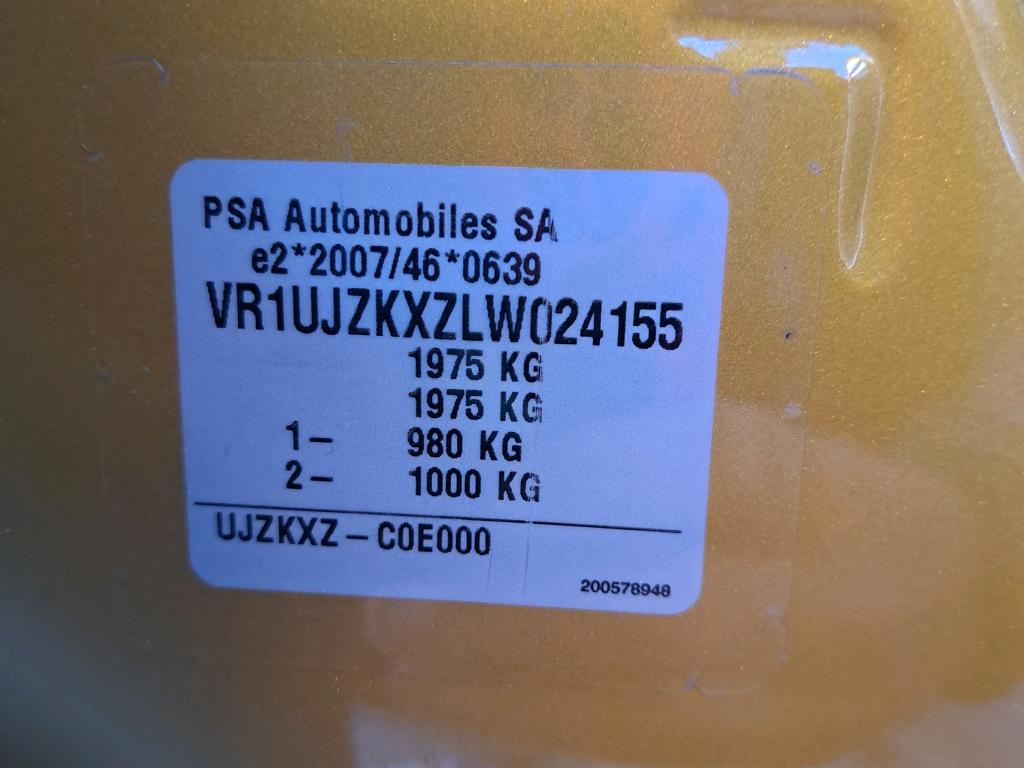 PSA Automobiles SA
e2*2007/46*0639
VR1UJZKXZLW024155
1975 KG
1975 KG
1– 980 KG
2– 1000 KG
UJZKXZ – C0E000
200578948